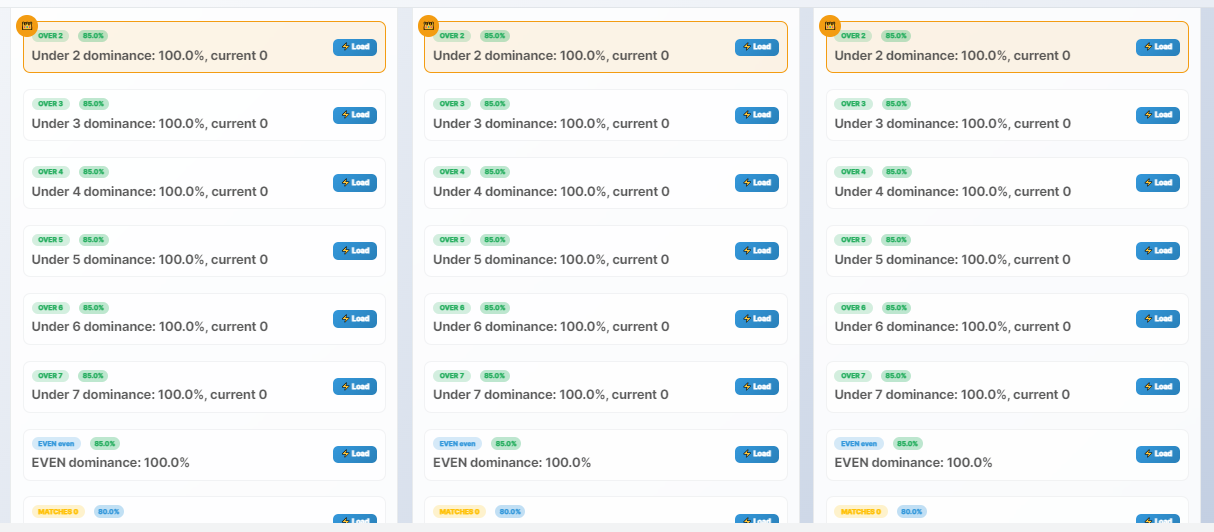 OVER 2 85.0%
Under 2 dominance: 100.0%, current 0
Load
OVER 3 85.0%
Under 3 dominance: 100.0%, current 0
Load
OVER 4 85.0%
Under 4 dominance: 100.0%, current 0
Load
OVER 5 85.0%
Under 5 dominance: 100.0%, current 0
Load
OVER 6 85.0%
Under 6 dominance: 100.0%, current 0
Load
OVER 7 85.0%
Under 7 dominance: 100.0%, current 0
Load
EVEN even 85.0%
EVEN dominance: 100.0%
Load
MATCHES 0 80.0%
Load
OVER 2 85.0%
Under 2 dominance: 100.0%, current 0
Load
OVER 3 85.0%
Under 3 dominance: 100.0%, current 0
Load
OVER 4 85.0%
Under 4 dominance: 100.0%, current 0
Load
OVER 5 85.0%
Under 5 dominance: 100.0%, current 0
Load
OVER 6 85.0%
Under 6 dominance: 100.0%, current 0
Load
OVER 7 85.0%
Under 7 dominance: 100.0%, current 0
Load
EVEN even 85.0%
EVEN dominance: 100.0%
Load
MATCHES 0 80.0%
Load
OVER 2 85.0%
Under 2 dominance: 100.0%, current 0
Load
OVER 3 85.0%
Under 3 dominance: 100.0%, current 0
Load
OVER 4 85.0%
Under 4 dominance: 100.0%, current 0
Load
OVER 5 85.0%
Under 5 dominance: 100.0%, current 0
Load
OVER 6 85.0%
Under 6 dominance: 100.0%, current 0
Load
OVER 7 85.0%
Under 7 dominance: 100.0%, current 0
Load
EVEN even 85.0%
EVEN dominance: 100.0%
Load
MATCHES 0 80.0%
Load